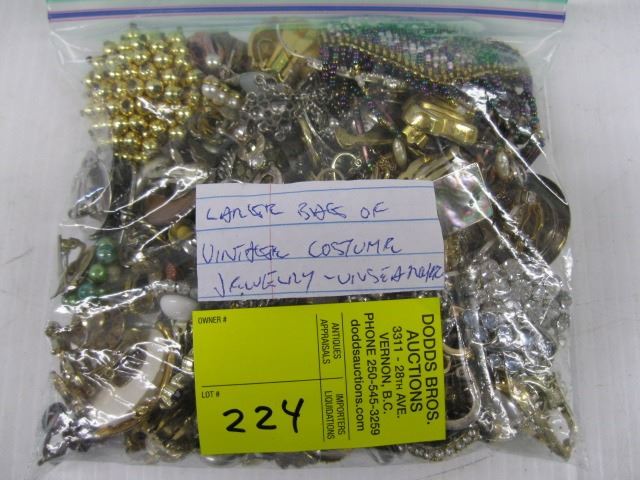 LARGER BAG OF
VINTAGE COSTUME
JEWELRY - UNSEARCHED
OWNER #
LOT #
224
ANTIQUES
APPRAISALS
IMPORTERS
LIQUIDATIONS
DODDS BROS.
AUCTIONS
3311 - 28TH AVE.
VERNON, B.C.
PHONE 250-545-3259
doddsauctions.com